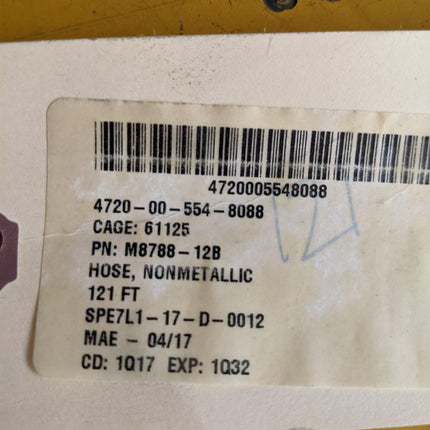 4720005548088
4720-00-554-8088
CAGE: 61125
PN: M8788-12B
HOSE, NONMETALLIC
121 FT
SPE7L1-17-D-0012
MAE - 04/17
CD: 1Q17 EXP: 1Q32
121